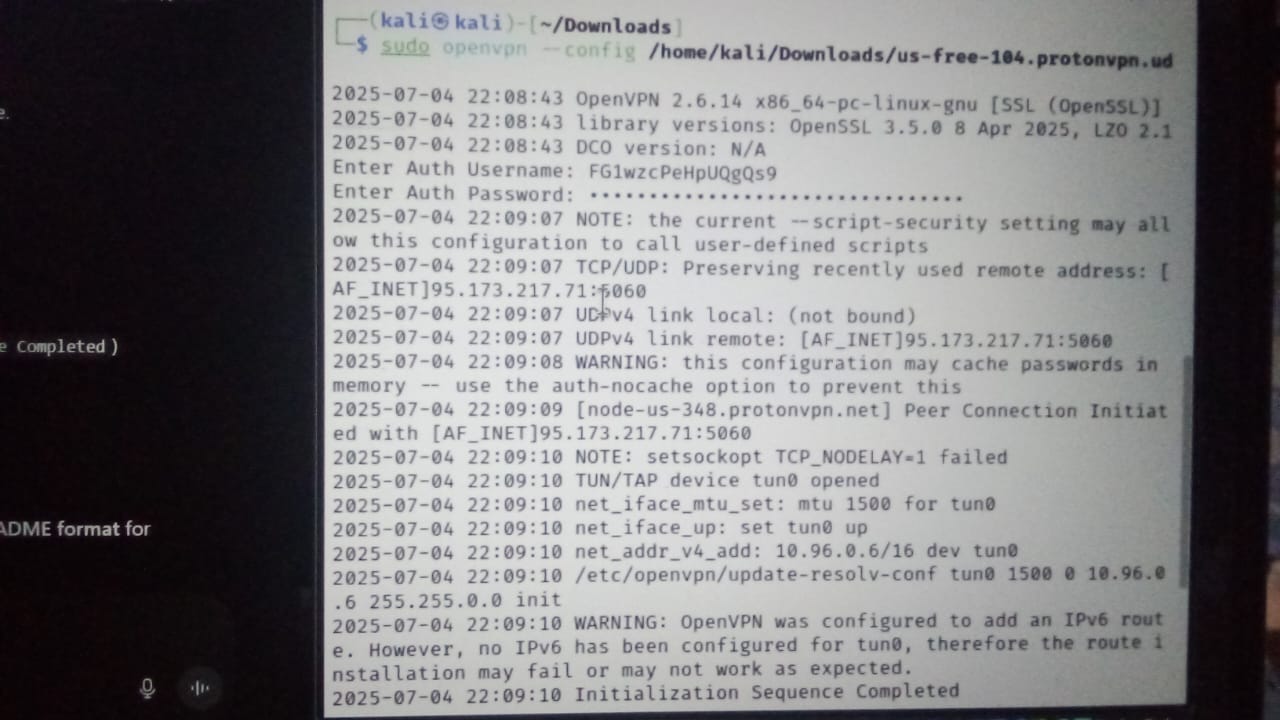 ┌──(kali㉿kali)-[~/Downloads]
└─$ sudo openvpn --config /home/kali/Downloads/us-free-104.protonvpn.ud
2025-07-04 22:08:43 OpenVPN 2.6.14 x86_64-pc-linux-gnu [SSL (OpenSSL)]
e.
2025-07-04 22:08:43 library versions: OpenSSL 3.5.0 8 Apr 2025, LZO 2.1
2025-07-04 22:08:43 DCO version: N/A
Enter Auth Username: FG1wzcPeHpUQgQs9
Enter Auth Password: ••••••••••••••••••••••••••••••••
2025-07-04 22:09:07 NOTE: the current --script-security setting may all
ow this configuration to call user-defined scripts
2025-07-04 22:09:07 TCP/UDP: Preserving recently used remote address: [
AF_INET]95.173.217.71:5060
2025-07-04 22:09:07 UDPv4 link local: (not bound)
2025-07-04 22:09:07 UDPv4 link remote: [AF_INET]95.173.217.71:5060
e Completed )
2025-07-04 22:09:08 WARNING: this configuration may cache passwords in
memory -- use the auth-nocache option to prevent this
2025-07-04 22:09:09 [node-us-348.protonvpn.net] Peer Connection Initiat
ed with [AF_INET]95.173.217.71:5060
2025-07-04 22:09:10 NOTE: setsockopt TCP_NODELAY=1 failed
2025-07-04 22:09:10 TUN/TAP device tun0 opened
2025-07-04 22:09:10 net_iface_mtu_set: mtu 1500 for tun0
2025-07-04 22:09:10 net_iface_up: set tun0 up
ADME format for
2025-07-04 22:09:10 net_addr_v4_add: 10.96.0.6/16 dev tun0
2025-07-04 22:09:10 /etc/openvpn/update-resolv-conf tun0 1500 0 10.96.0
.6 255.255.0.0 init
2025-07-04 22:09:10 WARNING: OpenVPN was configured to add an IPv6 rout
e. However, no IPv6 has been configured for tun0, therefore the route i
nstallation may fail or may not work as expected.
2025-07-04 22:09:10 Initialization Sequence Completed